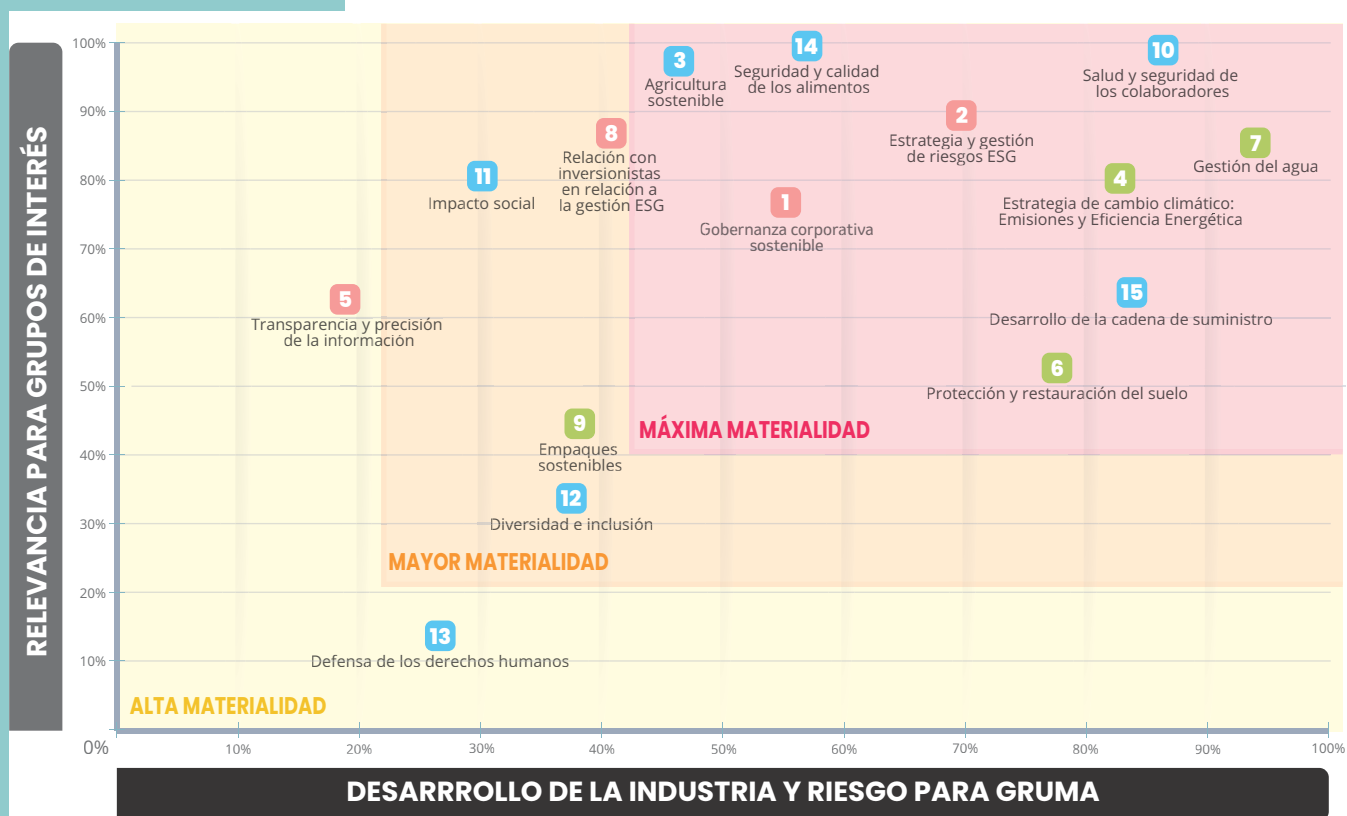 RELEVANCIA PARA GRUPOS DE INTERÉS
100%
90%
80%
70%
60%
50%
40%
30%
20%
10%
0%
14
Seguridad y calidad
de los alimentos
10
Salud y seguridad de
los colaboradores
3
Agricultura
sostenible
2
Estrategia y gestión
de riesgos ESG
8
Relación con
inversionistas
en relación a
la gestión ESG
7
Gestión del agua
11
Impacto social
4
Estrategia de cambio climático:
Emisiones y Eficiencia Energética
1
Gobernanza corporativa
sostenible
15
Desarrollo de la cadena de suministro
5
Transparencia y precisión
de la información
6
Protección y restauración del suelo
9
Empaques
sostenibles
MÁXIMA MATERIALIDAD
12
Diversidad e inclusión
MAYOR MATERIALIDAD
13
Defensa de los derechos humanos
ALTA MATERIALIDAD
10%
20%
30%
40%
50%
60%
70%
80%
90%
100%
DESARRROLLO DE LA INDUSTRIA Y RIESGO PARA GRUMA